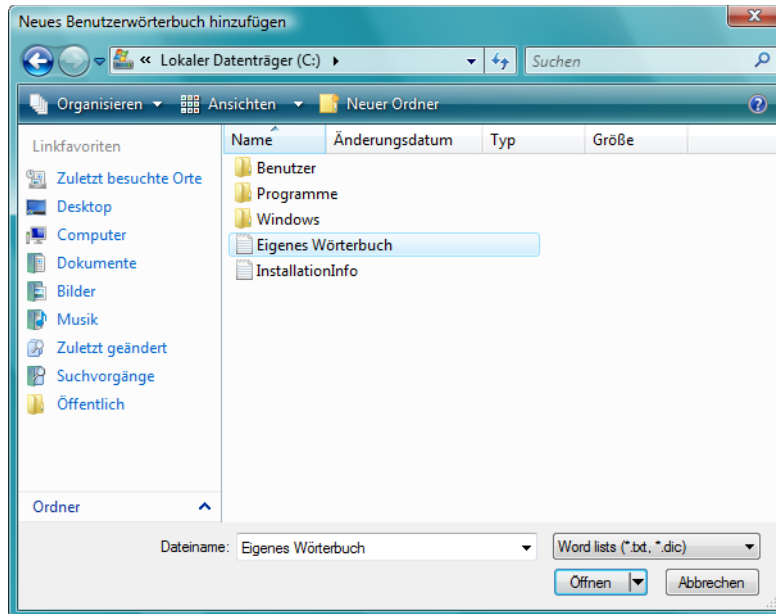 Neues Benutzerwörterbuch hinzufügen
« Lokaler Datenträger (C:)
Suchen
Organisieren Ansichten Neuer Ordner
Linkfavoriten
Zuletzt besuchte Orte
Desktop
Computer
Dokumente
Bilder
Musik
Zuletzt geändert
Suchvorgänge
Öffentlich
Ordner
Name Änderungsdatum Typ Größe
Benutzer
Programme
Windows
Eigenes Wörterbuch
InstallationInfo
Dateiname: Eigenes Wörterbuch Word lists (*.txt, *.dic)
Öffnen Abbrechen